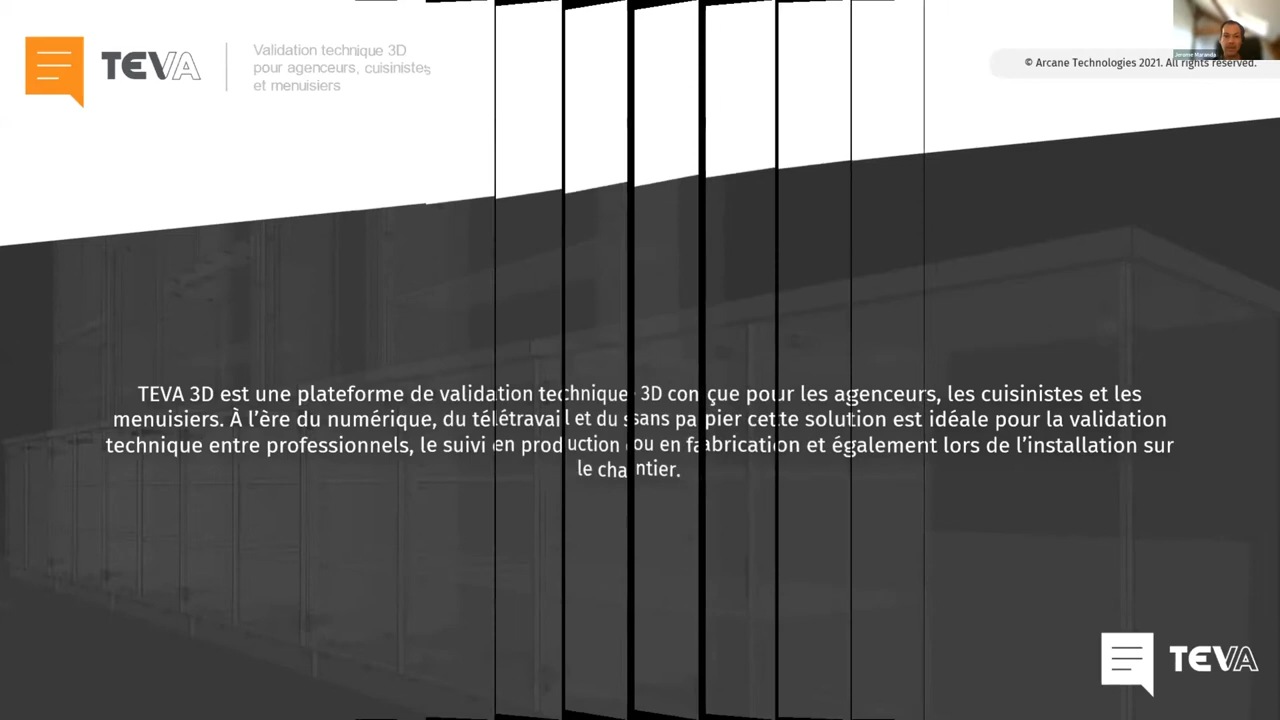 TEVA
Validation technique 3D
pour agenceurs, cuisinistes
et menuisiers
Jerome Maranda
© Arcane Technologies 2021. All rights reserved.
TEVA 3D est une plateforme de validation technique 3D conçue pour les agenceurs, les cuisinistes et les
menuisiers. À l’ère du numérique, du télétravail et du sans papier cette solution est idéale pour la validation
technique entre professionnels, le suivi en production ou en fabrication et également lors de l’installation sur
le chantier.
TEVA